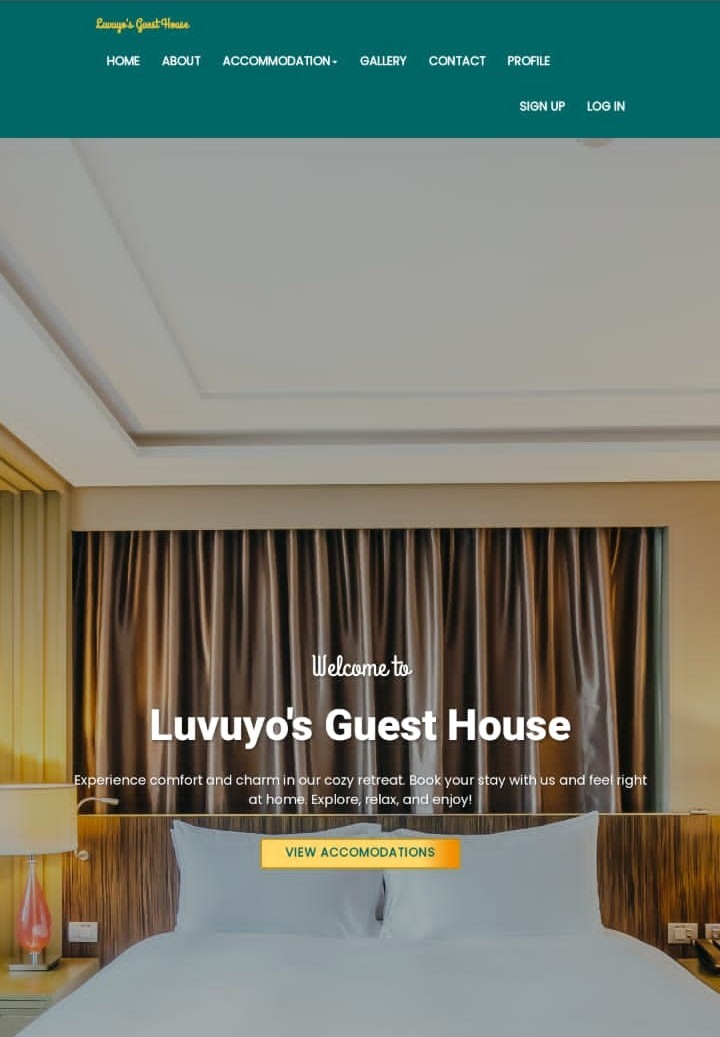 Luvuyo's Guest House
HOME ABOUT ACCOMMODATION GALLERY CONTACT PROFILE
SIGN UP LOG IN
Welcome to
Luvuyo's Guest House
Experience comfort and charm in our cozy retreat. Book your stay with us and feel right
at home. Explore, relax, and enjoy!
VIEW ACCOMODATIONS